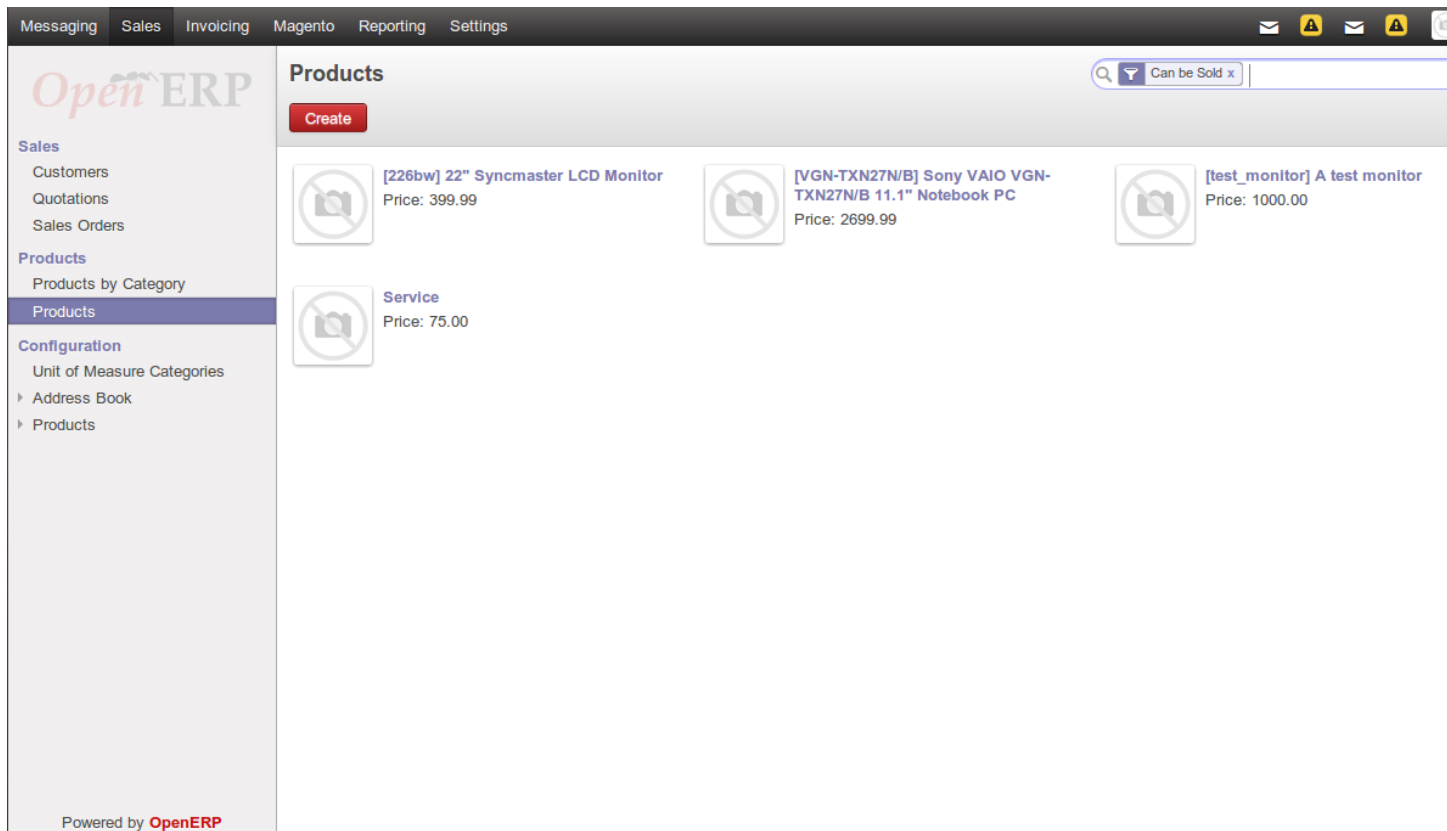 Messaging Sales Invoicing Magento Reporting Settings
OpenERP
Products
Can be Sold x
Create
Sales
Customers
Quotations
Sales Orders
Products
Products by Category
Products
Configuration
Unit of Measure Categories
Address Book
Products
[226bw] 22" Syncmaster LCD Monitor
Price: 399.99
[VGN-TXN27N/B] Sony VAIO VGN-
TXN27N/B 11.1" Notebook PC
Price: 2699.99
[test_monitor] A test monitor
Price: 1000.00
Service
Price: 75.00
Powered by OpenERP